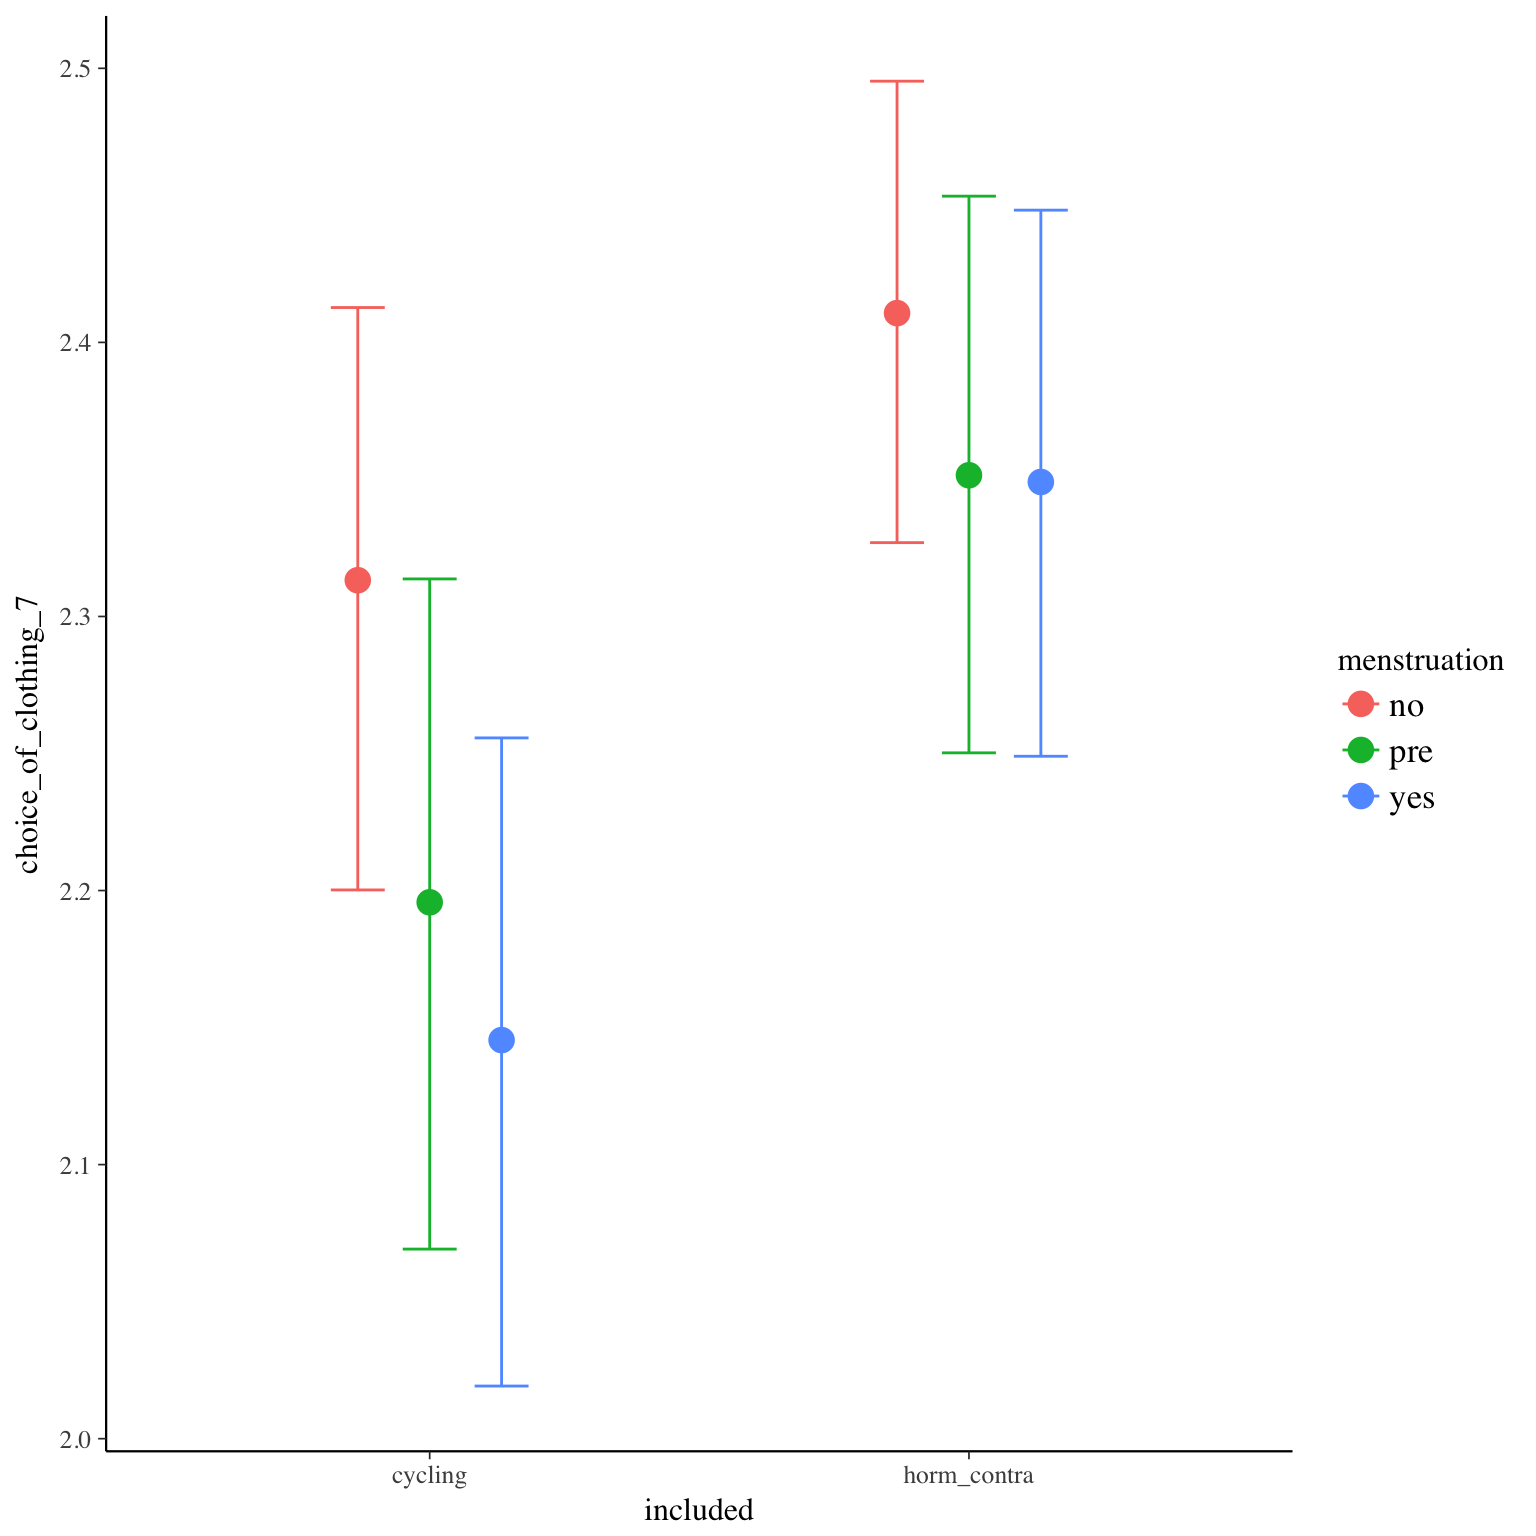 choice_of_clothing_7
2.5
2.4
2.3
2.2
2.1
2.0
cycling
horm_contra
included
menstruation
no
pre
yes